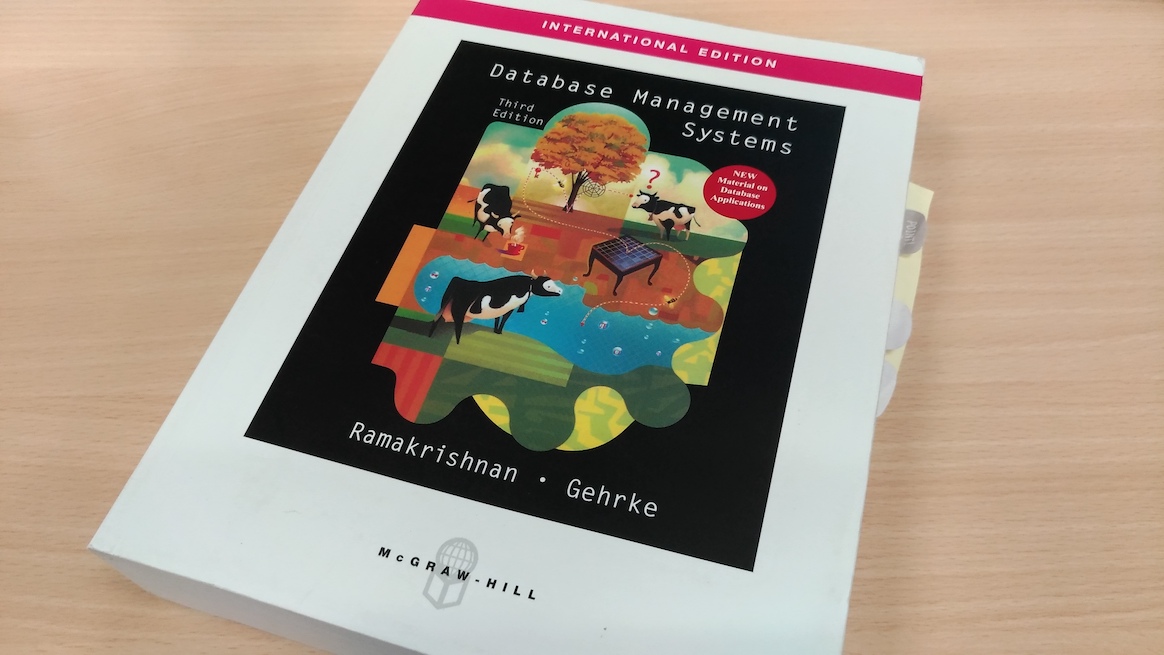 INTERNATIONAL EDITION
Database Management
Systems
Third
Edition
?
NEW
Material on
Database
Applications
Ramakrishnan · Gehrke
McGRAW-HILL